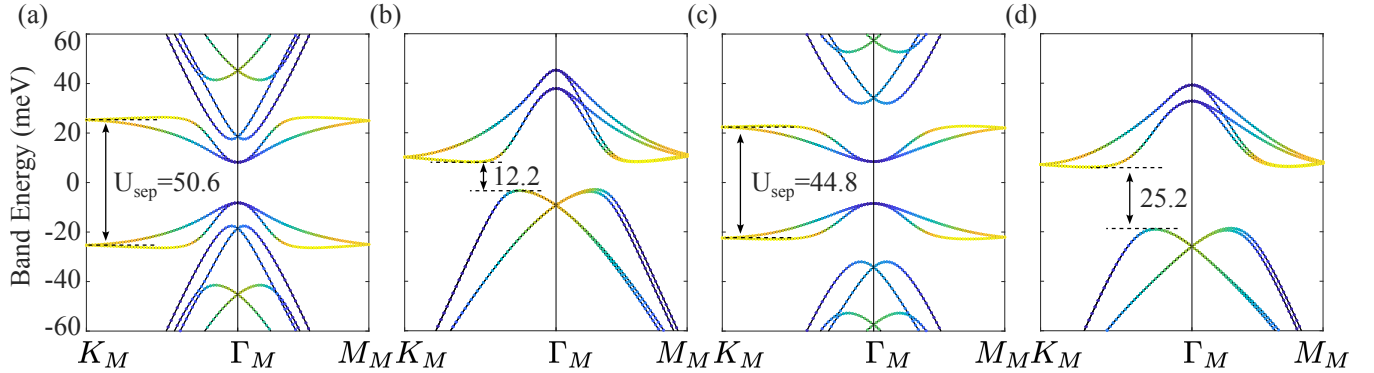 (a) (b) (c) (d)
60
40
20
0
-20
-40
-60
Band Energy (meV)
U_sep=50.6
12.2
U_sep=44.8
25.2
K_M Γ_M M_M K_M Γ_M M_M K_M Γ_M M_M K_M Γ_M M_M